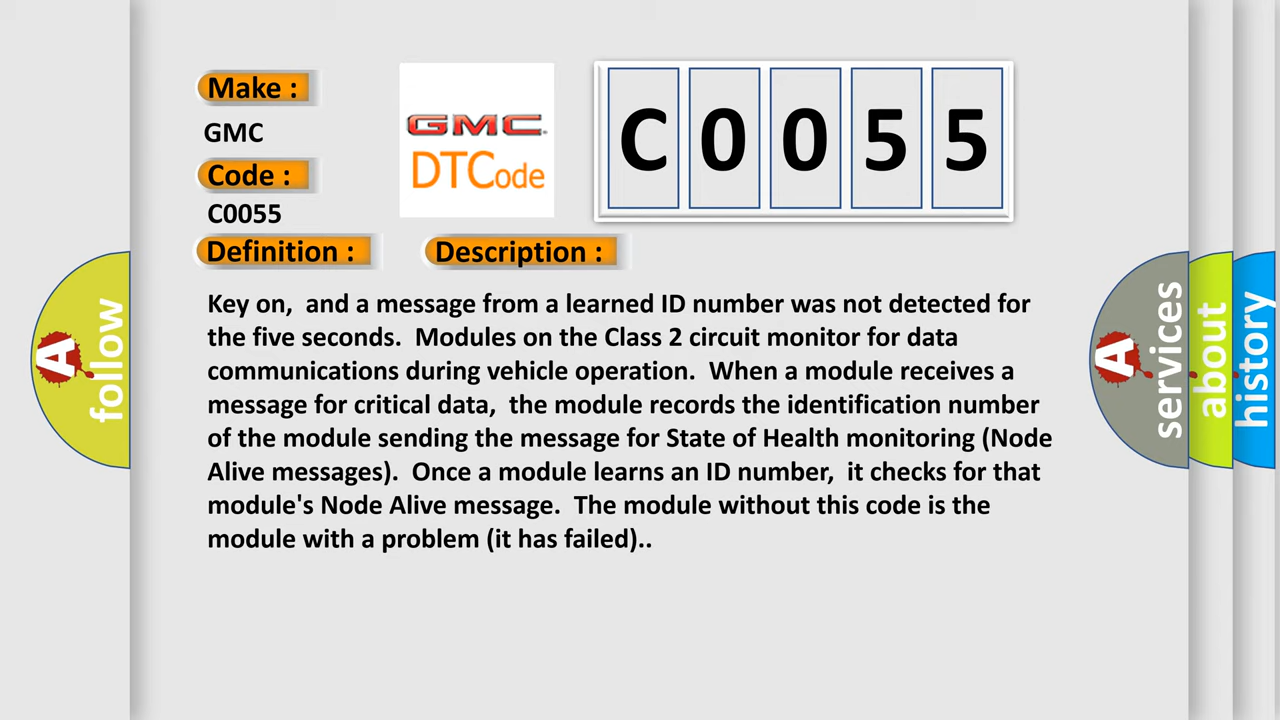 Make :
GMC
Code :
C0055
Definition :
Description :
GMC
DTCode
C0055
Key on, and a message from a learned ID number was not detected for
the five seconds Modules on the Class 2 circuit monitor for data
communications during vehicle operation When a module receives a
message for critical data, the module records the identification number
of the module sending the message for State of Health monitoring (Node
Alive messages) Once a module learns an ID number, it checks for that
module's Node Alive message The module without this code is the
module with a problem (it has failed)..
A
follow
A
services
about
history